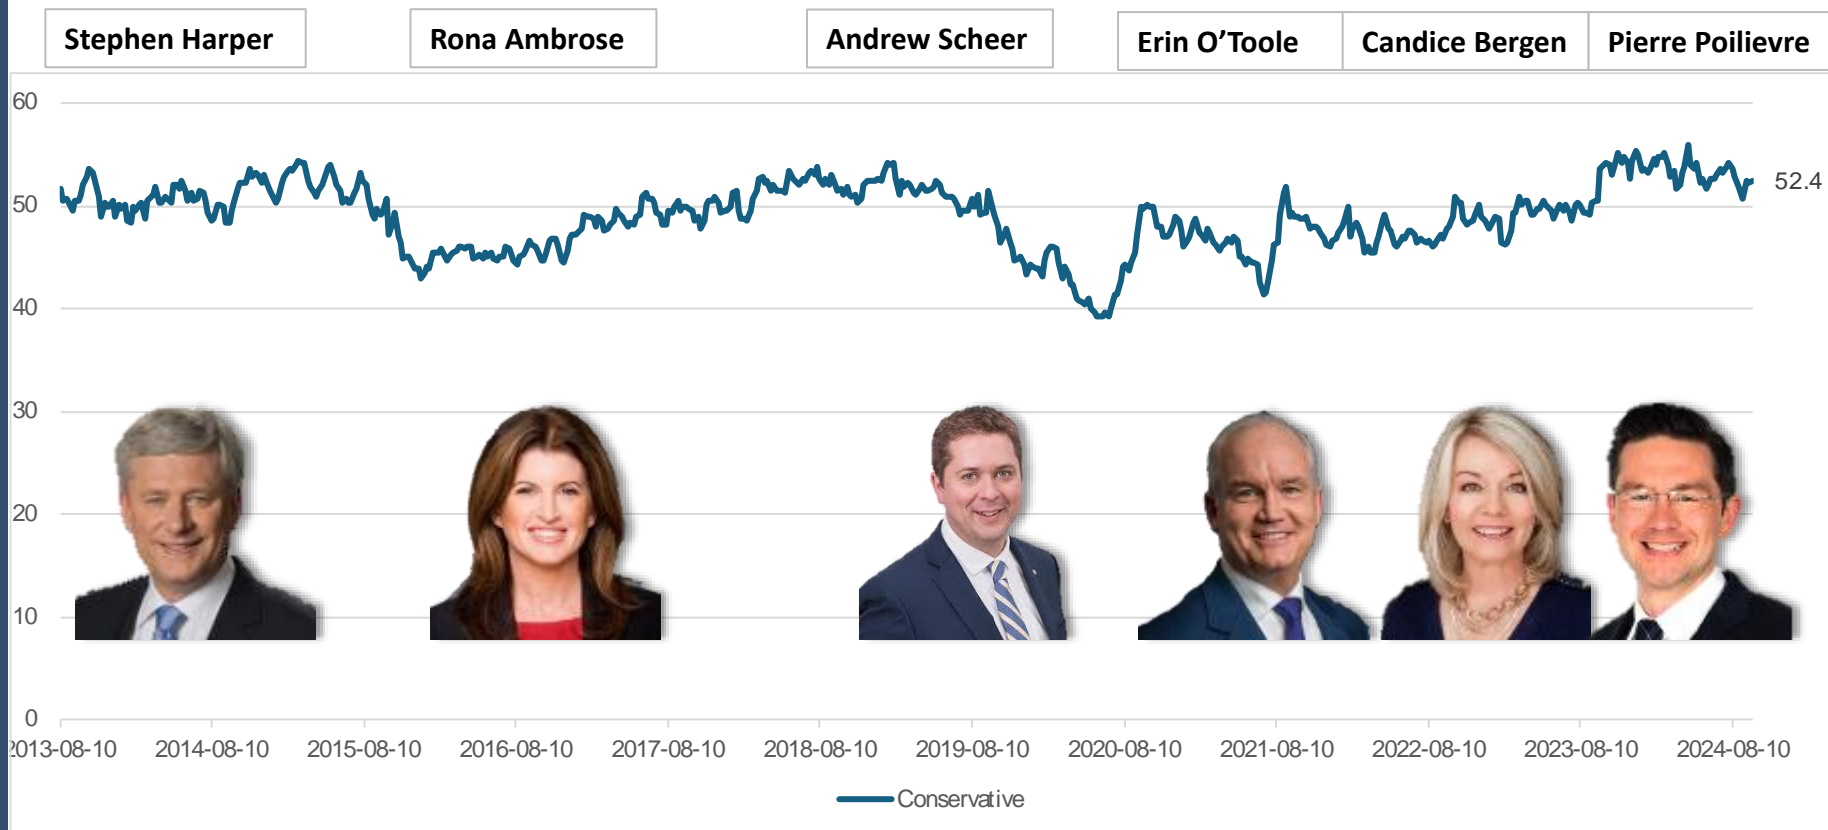 Stephen Harper
Rona Ambrose
Andrew Scheer
Erin O'Toole
Candice Bergen
Pierre Poilievre
60
50
40
30
20
10
0
52.4
2013-08-10
2014-08-10
2015-08-10
2016-08-10
2017-08-10
2018-08-10
2019-08-10
2020-08-10
2021-08-10
2022-08-10
2023-08-10
2024-08-10
Conservative